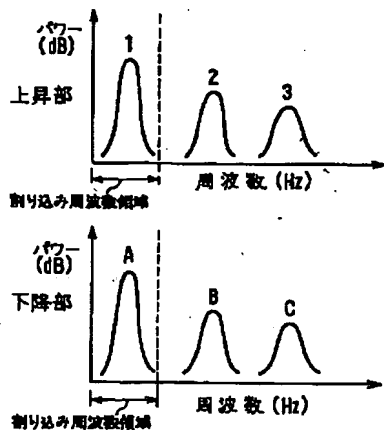 パワー
(dB)
1
2
3
上昇部
周波数 (Hz)
割り込み周波数領域
パワー
(dB)
A
B
C
下降部
周波数 (Hz)
割り込み周波数領域